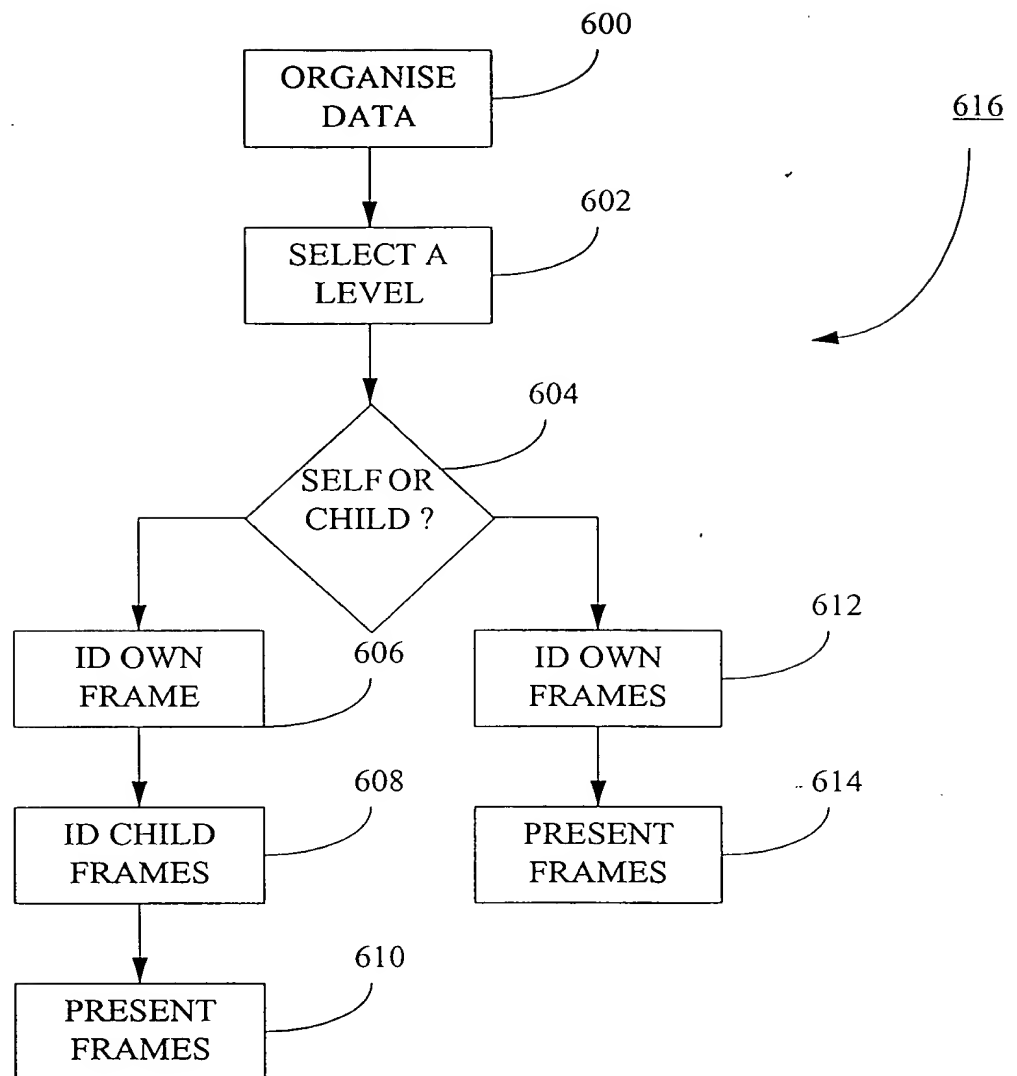 600
ORGANISE
DATA
616
602
SELECT A
LEVEL
604
SELF OR
CHILD ?
612
ID OWN
FRAME
606
ID OWN
FRAMES
608
614
ID CHILD
FRAMES
PRESENT
FRAMES
610
PRESENT
FRAMES